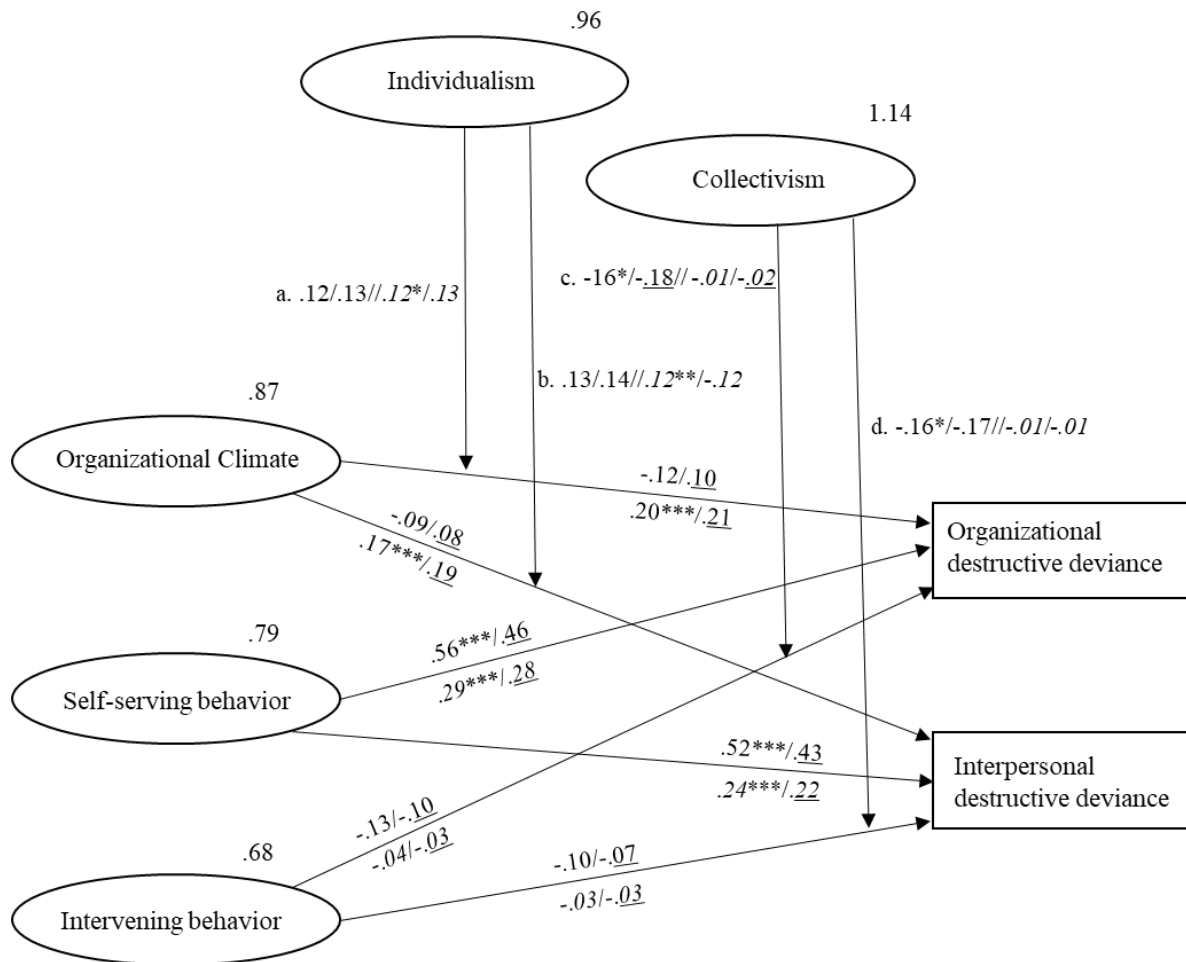 .96
Individualism
1.14
Collectivism
c. -16*/-.18// -.01/-.02
a. .12/.13//.12*/.13
b. .13/.14//.12**/-.12
.87
d. -.16*/-.17//-.01/-.01
Organizational Climate
-.12/.10
.20***/.21
-.09/.08
.17***/.19
Organizational
destructive deviance
.79
.56***/.46
.29***/.28
Self-serving behavior
.52***/.43
.24***/.22
Interpersonal
destructive deviance
-.13/-.10
-.04/-.03
.68
-.10/-.07
-.03/-.03
Intervening behavior